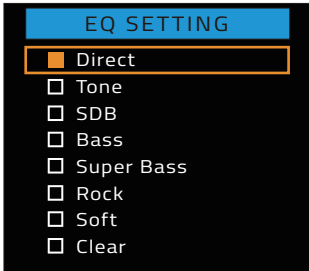 EQ SETTING
Direct
Tone
SDB
Bass
Super Bass
Rock
Soft
Clear